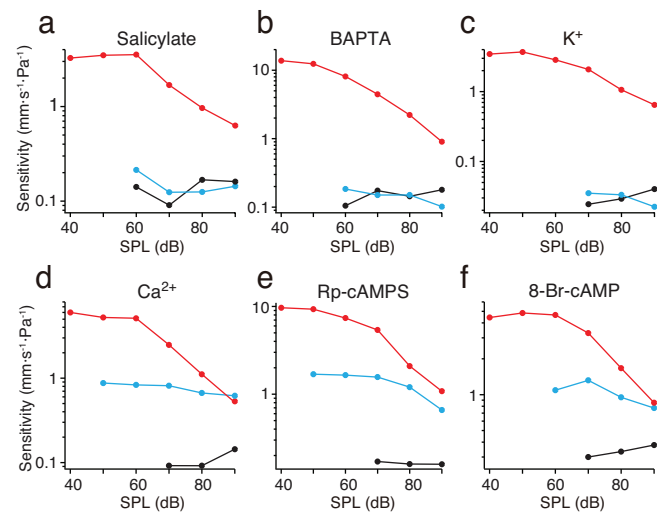 a
Salicylate
b
BAPTA
c
K⁺
Sensitivity (mm·s⁻¹·Pa⁻¹)
1
0.1
10
1
0.1
1
0.04
40 60 80
SPL (dB)
40 60 80
SPL (dB)
40 60 80
SPL (dB)
d
Ca²⁺
e
Rp-cAMPS
f
8-Br-cAMP
Sensitivity (mm·s⁻¹·Pa⁻¹)
1
0.1
10
1
1
40 60 80
SPL (dB)
40 60 80
SPL (dB)
40 60 80
SPL (dB)